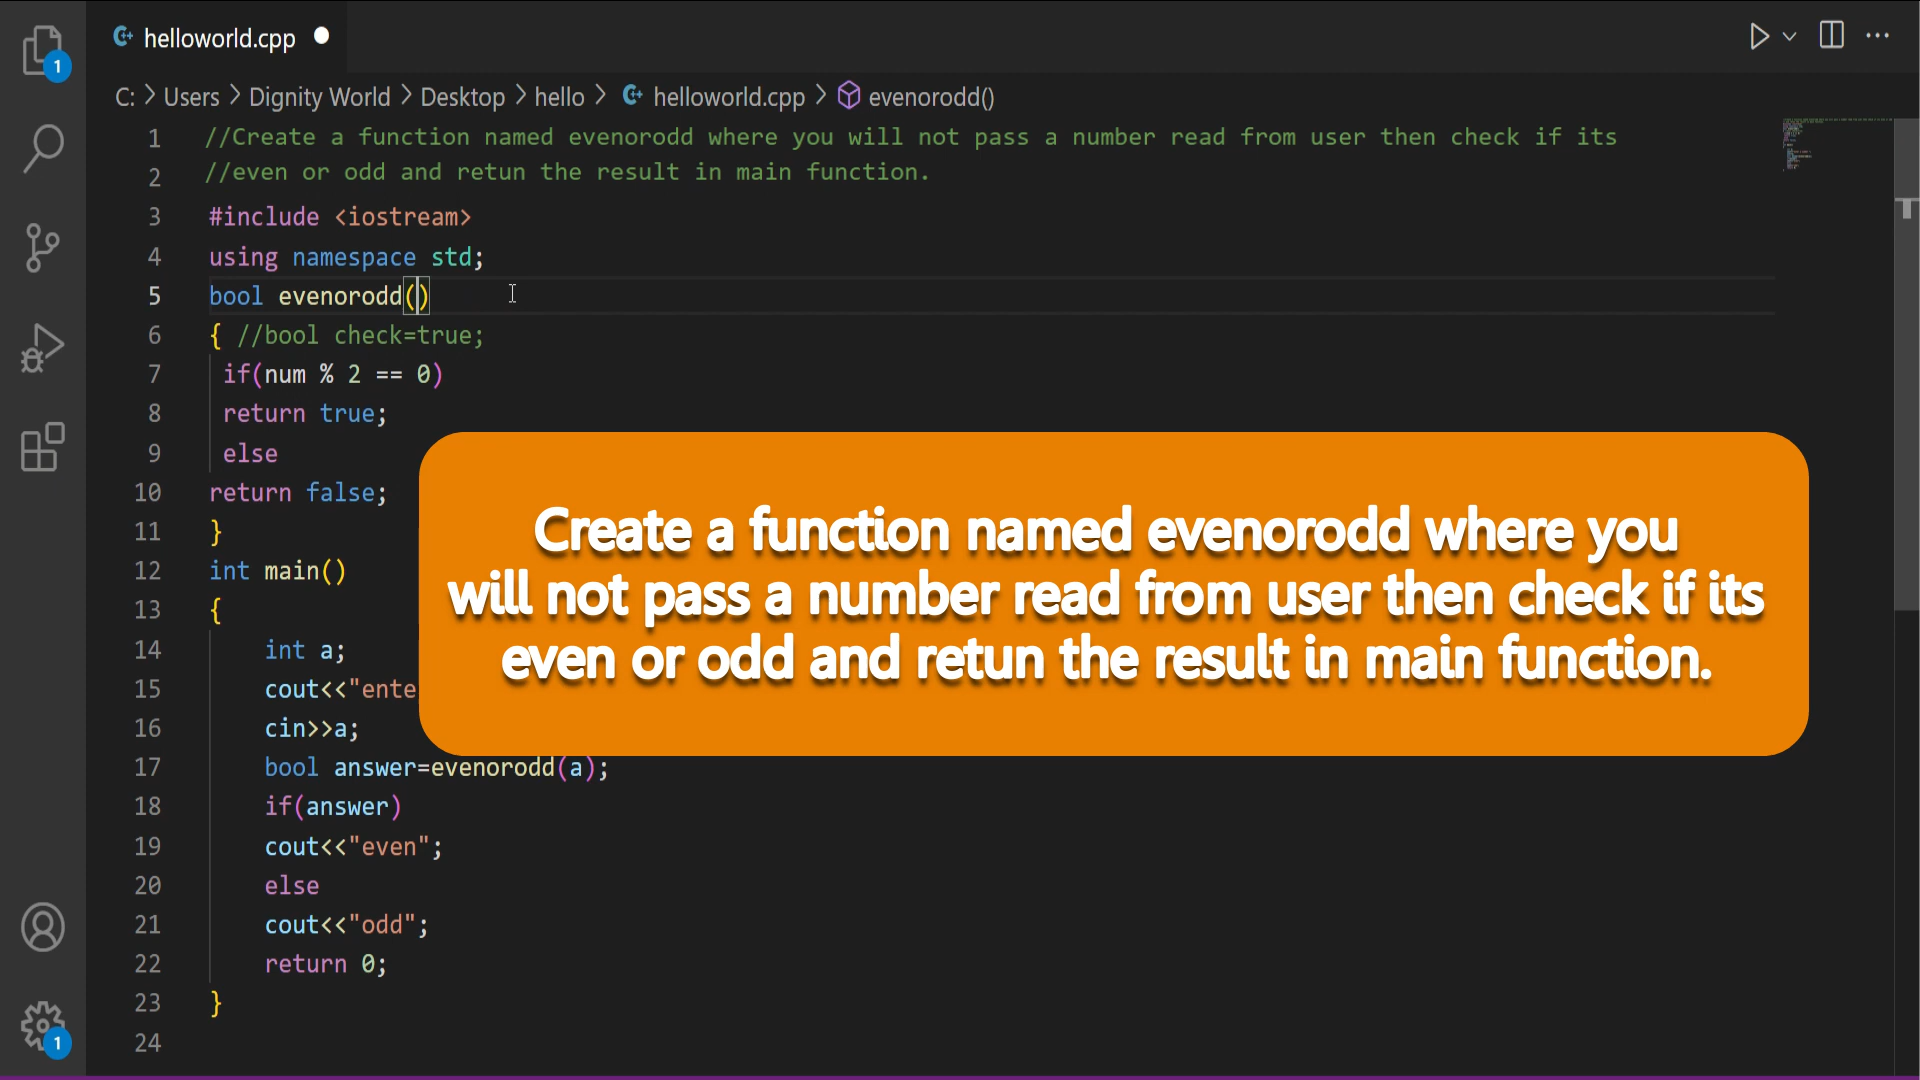 helloworld.cpp
1
C: > Users > Dignity World > Desktop > hello > helloworld.cpp > evenorodd()
1 //Create a function named evenorodd where you will not pass a number read from user then check if its
2 //even or odd and retun the result in main function.
3 #include <iostream>
4 using namespace std;
5 bool evenorodd()
6 { //bool check=true;
7 if(num % 2 == 0)
8 return true;
9 else
10 return false;
11 }
12 int main()
13 {
14 int a;
15 cout<<"ente
16 cin>>a;
17 bool answer=evenorodd(a);
18 if(answer)
19 cout<<"even";
20 else
21 cout<<"odd";
22 return 0;
23 }
24
Create a function named evenorodd where you
will not pass a number read from user then check if its
even or odd and retun the result in main function.
1